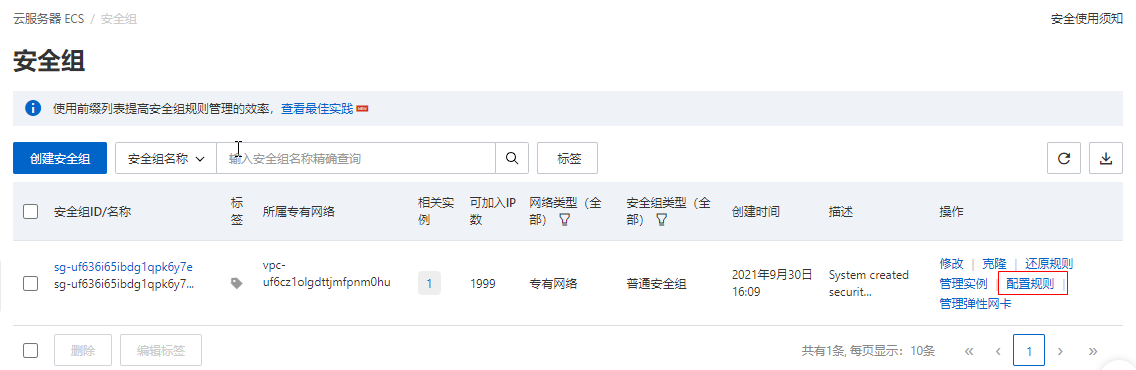 云服务器 ECS / 安全组
安全使用须知
安全组
使用前缀列表提高安全组规则管理的效率，查看最佳实践
创建安全组 安全组名称 输入安全组名称精确查询 标签
安全组ID/名称 标签 所属专有网络 相关实例 可加入IP数 网络类型（全部） 安全组类型（全部） 创建时间 描述 操作
sg-uf636i65ibdg1qpk6y7e
sg-uf636i65ibdg1qpk6y7...
vpc-
uf6cz1olgdttjmfpnm0hu
1
1999
专有网络
普通安全组
2021年9月30日
16:09
System created
securit...
修改 | 克隆 | 还原规则
管理实例 | 配置规则 |
管理弹性网卡
删除 编辑标签 共有1条, 每页显示：10条 « ‹ 1 › »